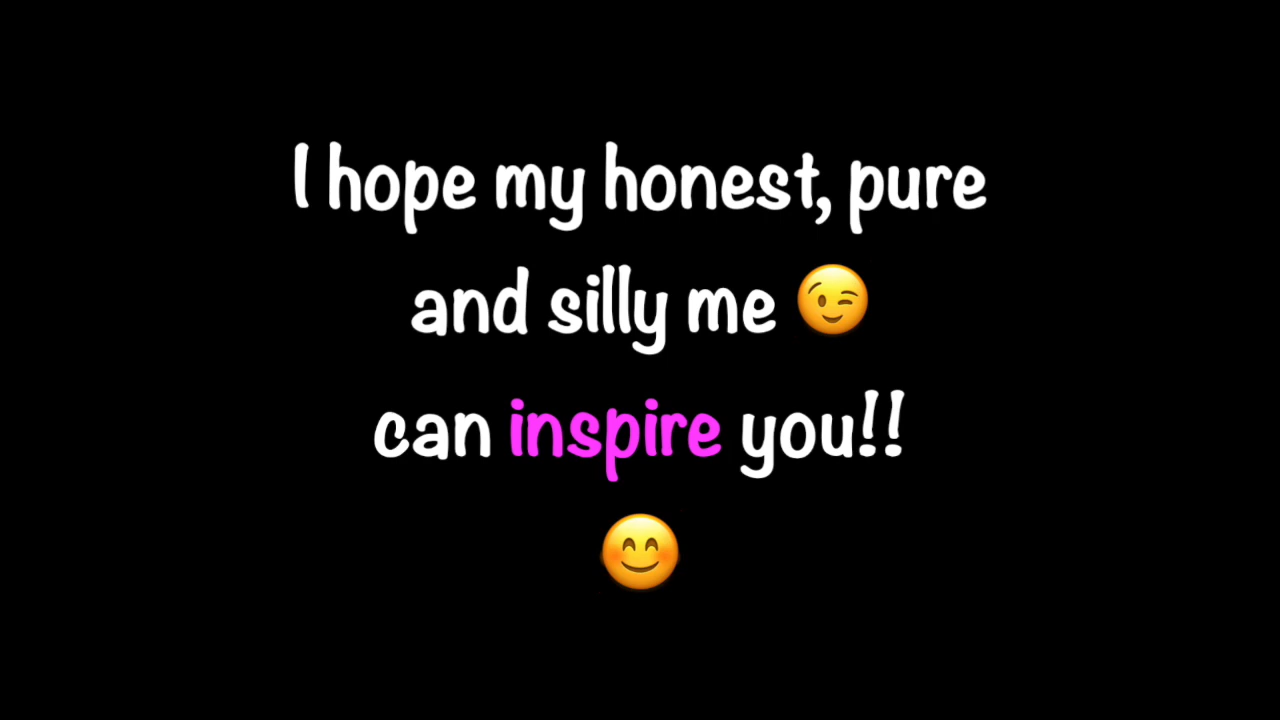 I hope my honest, pure
and silly me 😉
can inspire you!!
😊